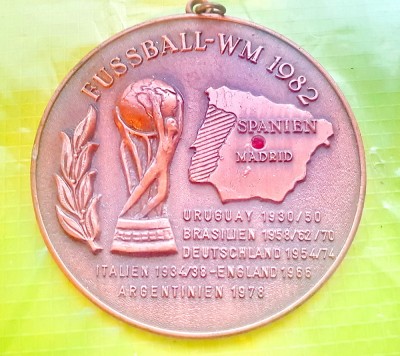 FUSSBALL-WM 1982
SPANIEN
MADRID
URUGUAY 1930/50
BRASILIEN 1958/62/70
DEUTSCHLAND 1954/74
ITALIEN 1934/38-ENGLAND 1966
ARGENTINIEN 1978